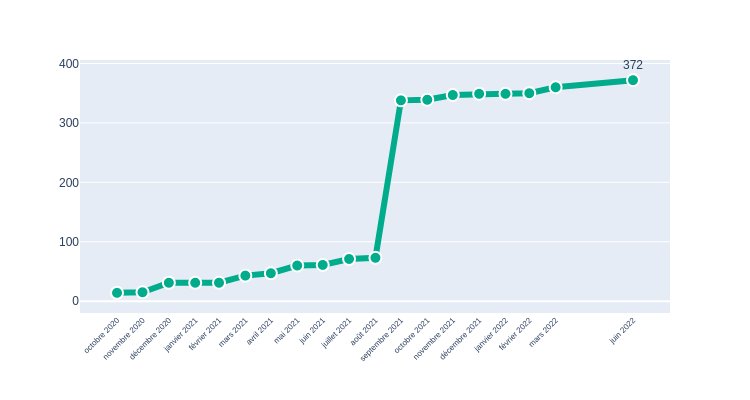 400
372
300
200
100
0
octobre 2020
novembre 2020
décembre 2020
janvier 2021
février 2021
mars 2021
avril 2021
mai 2021
juin 2021
juillet 2021
août 2021
septembre 2021
octobre 2021
novembre 2021
décembre 2021
janvier 2022
février 2022
mars 2022
juin 2022